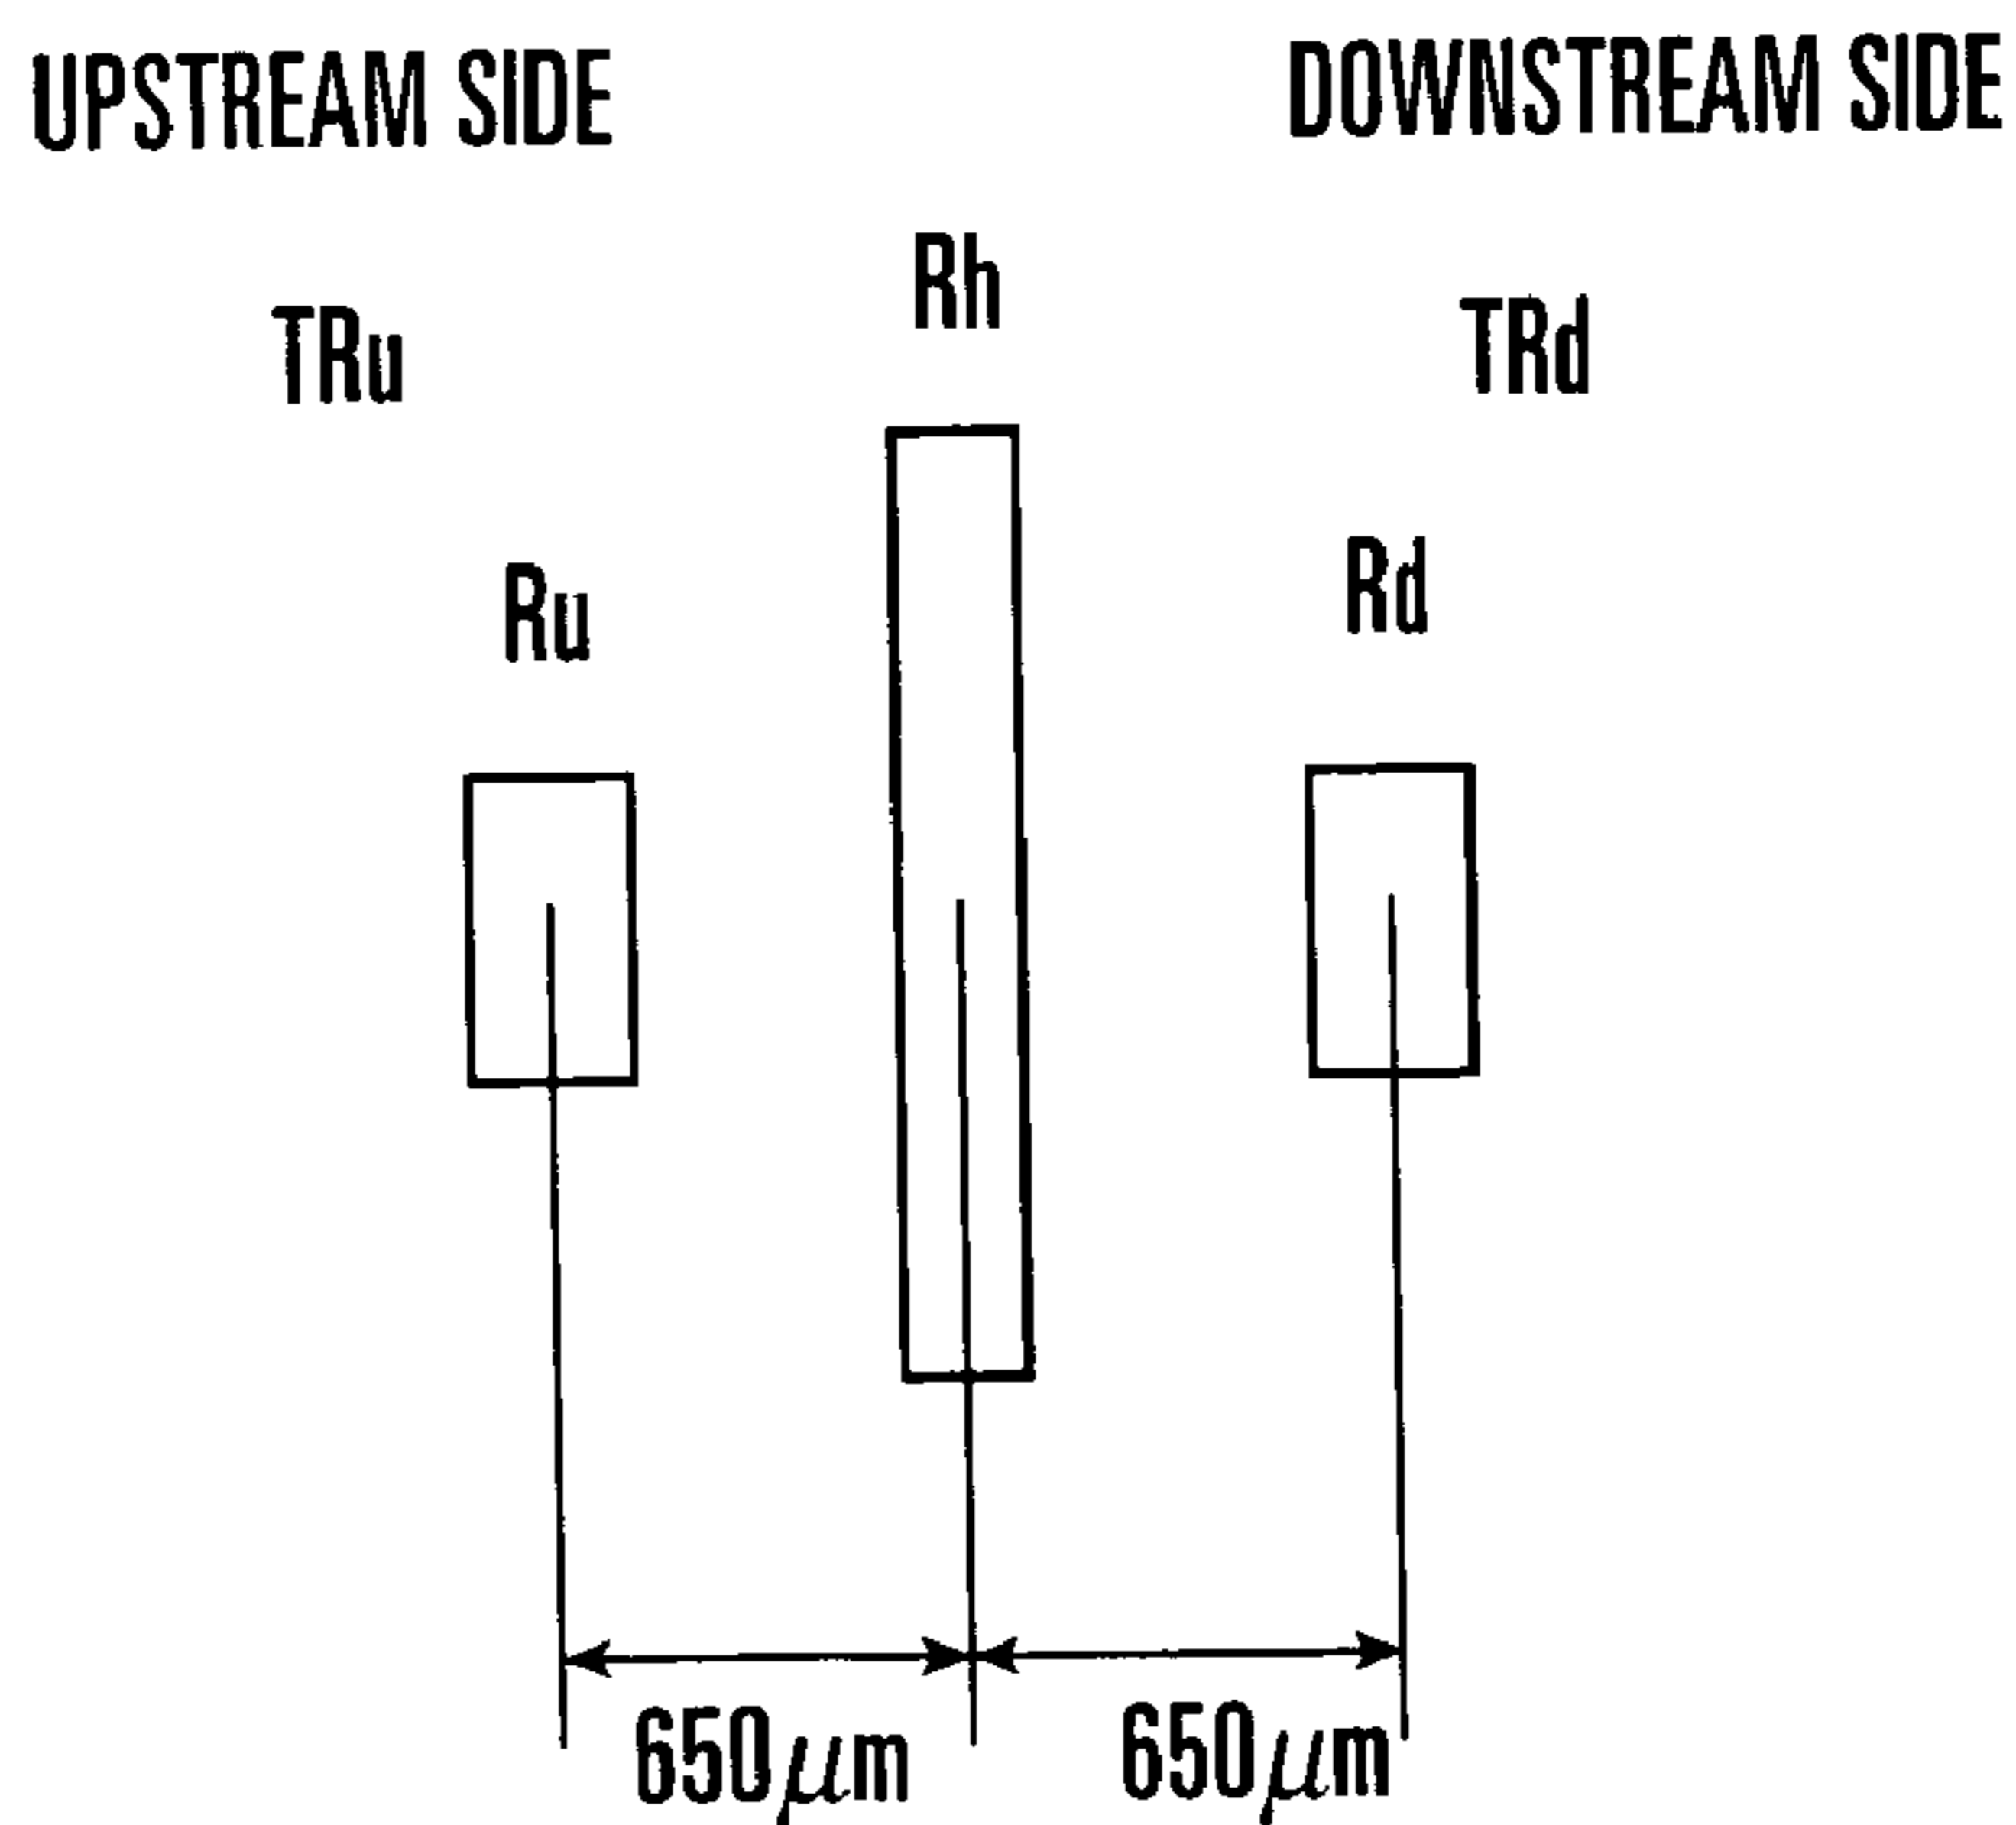 UPSTREAM SIDE
DOWNSTREAM SIDE
Rh
TRu
TRd
Ru
Rd
650μm
650μm